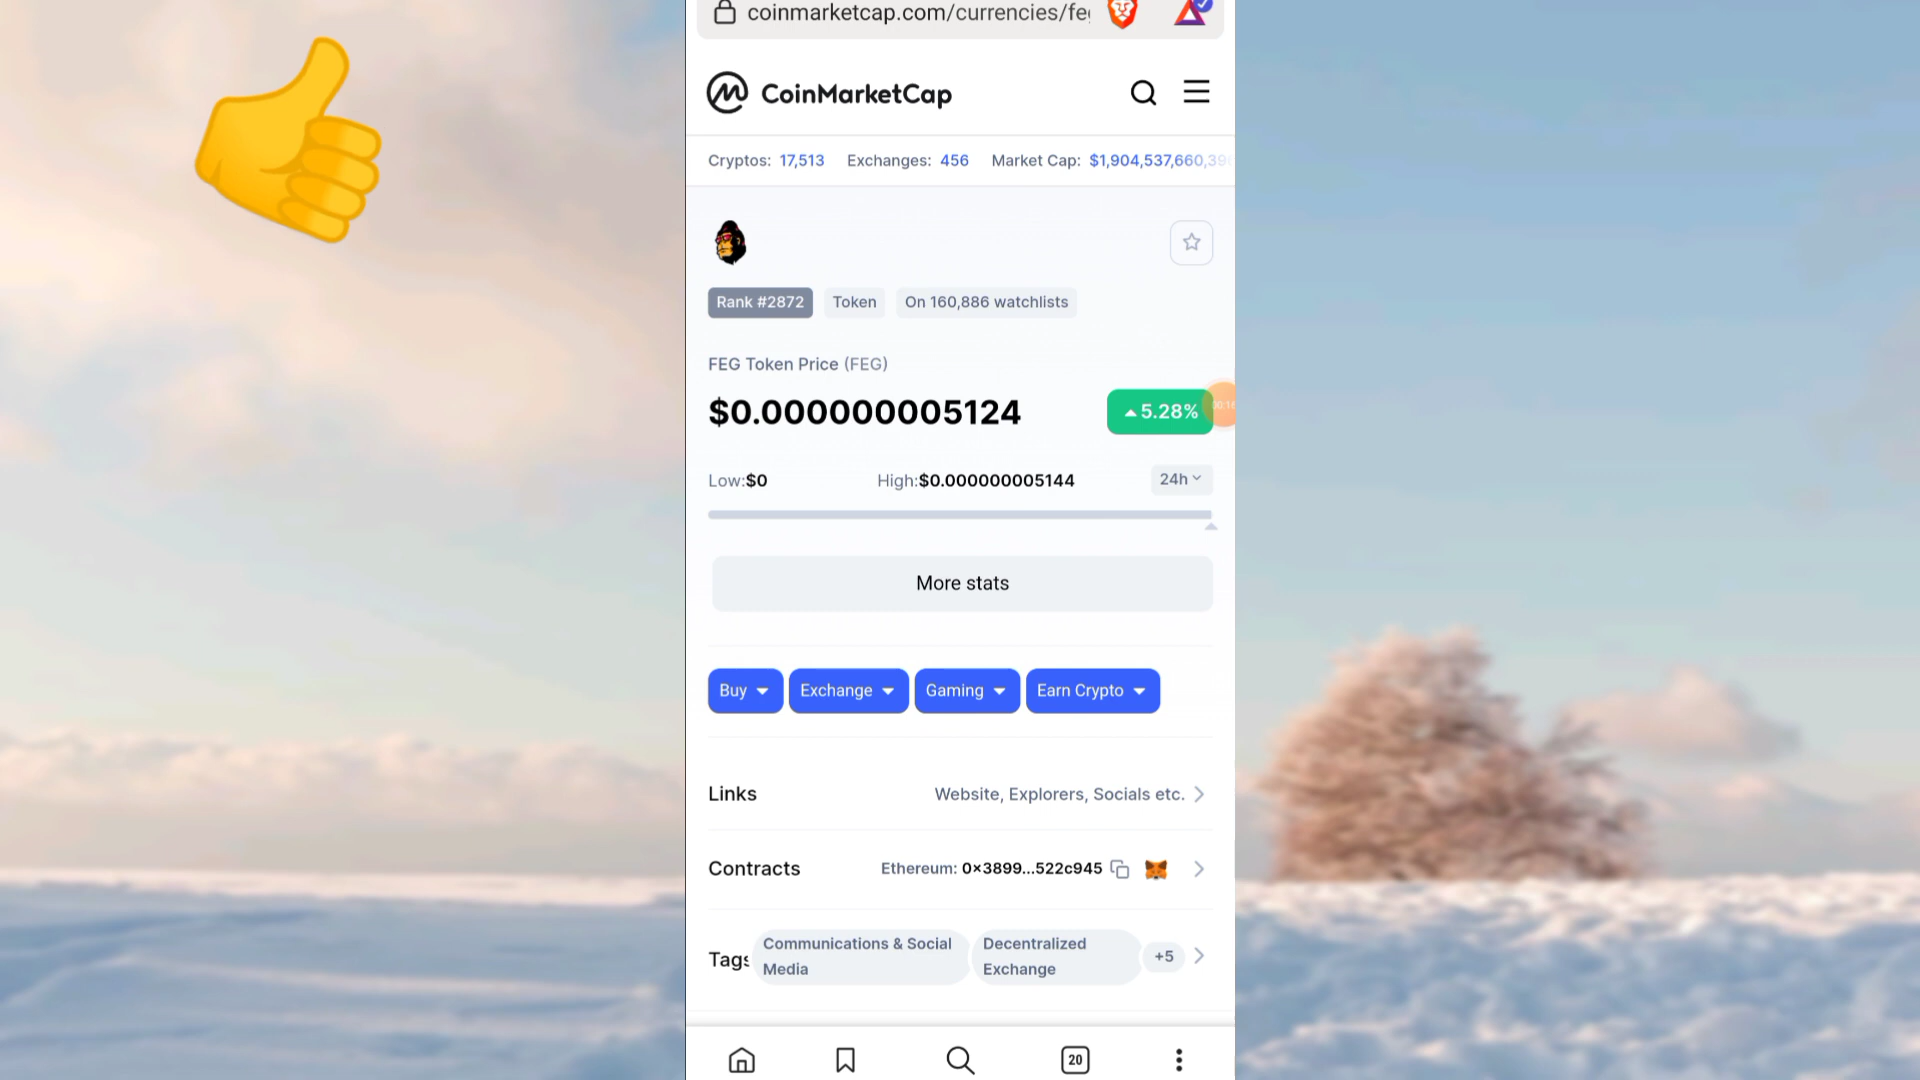 coinmarketcap.com/currencies/feg
CoinMarketCap
Cryptos: 17,513 Exchanges: 456 Market Cap: $1,904,537,660,39
Rank #2872 Token On 160,886 watchlists
FEG Token Price (FEG)
$0.000000005124 5.28%
Low:$0 High:$0.000000005144 24h
More stats
Buy Exchange Gaming Earn Crypto
Links Website, Explorers, Socials etc.
Contracts Ethereum: 0x3899...522c945
Tags Communications & Social Media Decentralized Exchange +5
20